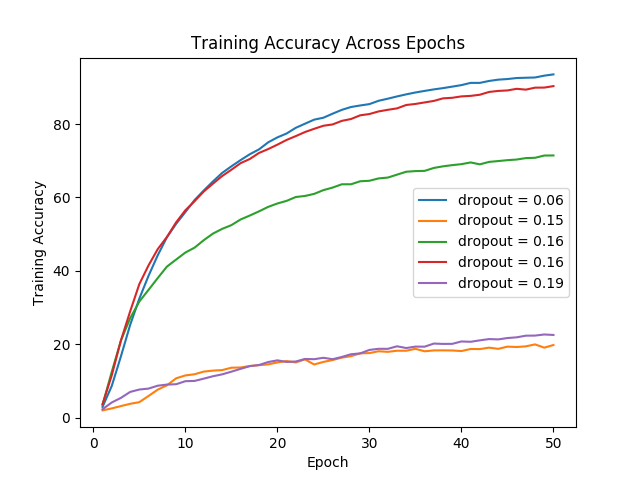 Training Accuracy Across Epochs
Training Accuracy
80
60
40
20
0
dropout = 0.06
dropout = 0.15
dropout = 0.16
dropout = 0.16
dropout = 0.19
0 10 20 30 40 50
Epoch